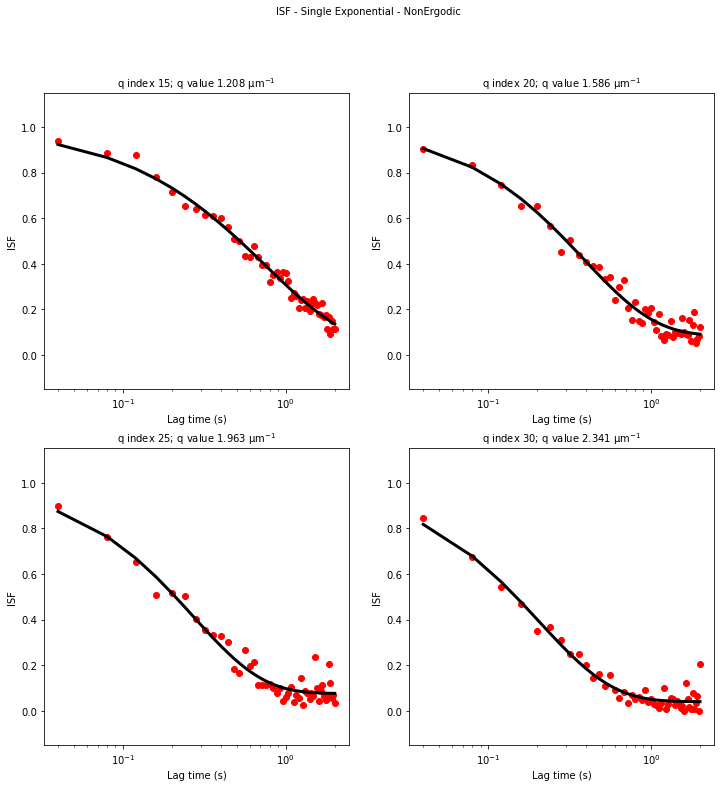 ISF - Single Exponential - NonErgodic
q index 15; q value 1.208 μm⁻¹
q index 20; q value 1.586 μm⁻¹
ISF
1.0
0.8
0.6
0.4
0.2
0.0
10⁻¹ 10⁰
Lag time (s)
ISF
1.0
0.8
0.6
0.4
0.2
0.0
10⁻¹ 10⁰
Lag time (s)
q index 25; q value 1.963 μm⁻¹
q index 30; q value 2.341 μm⁻¹
ISF
1.0
0.8
0.6
0.4
0.2
0.0
10⁻¹ 10⁰
Lag time (s)
ISF
1.0
0.8
0.6
0.4
0.2
0.0
10⁻¹ 10⁰
Lag time (s)